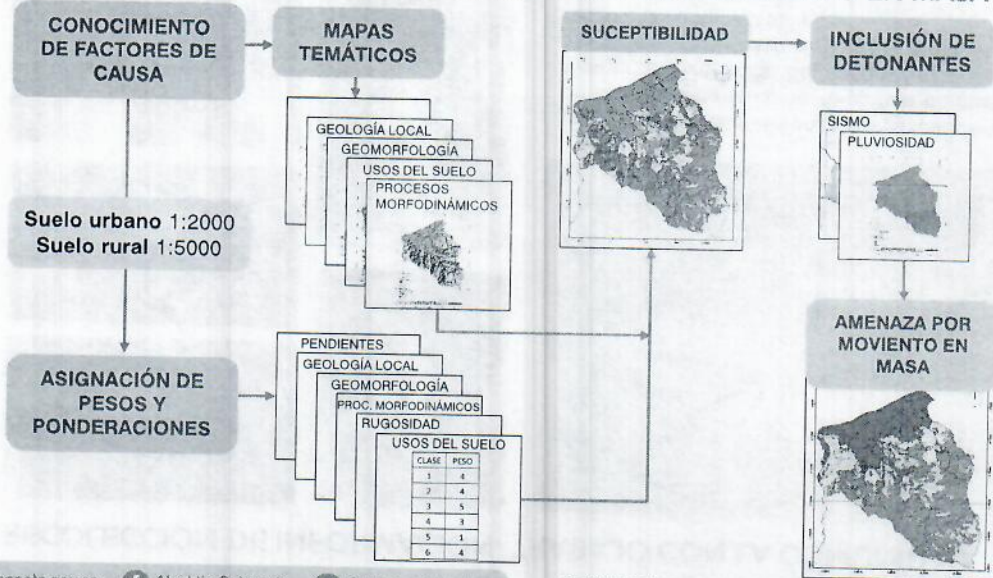 CONOCIMIENTO
DE FACTORES DE
CAUSA
MAPAS
TEMÁTICOS
GEOLOGÍA LOCAL
GEOMORFOLOGÍA
USOS DEL SUELO
PROCESOS
MORFODINÁMICOS
Suelo urbano 1:2000
Suelo rural 1:5000
ASIGNACIÓN DE
PESOS Y
PONDERACIONES
PENDIENTES
GEOLOGÍA LOCAL
GEOMORFOLOGÍA
PROC. MORFODINÁMICOS
RUGOSIDAD
USOS DEL SUELO
CLASE PESO
1 4
2 4
3 5
4 3
5 1
6 4
SUCEPTIBILIDAD
INCLUSIÓN DE
DETONANTES
SISMO
PLUVIOSIDAD
AMENAZA POR
MOVIENTO EN
MASA